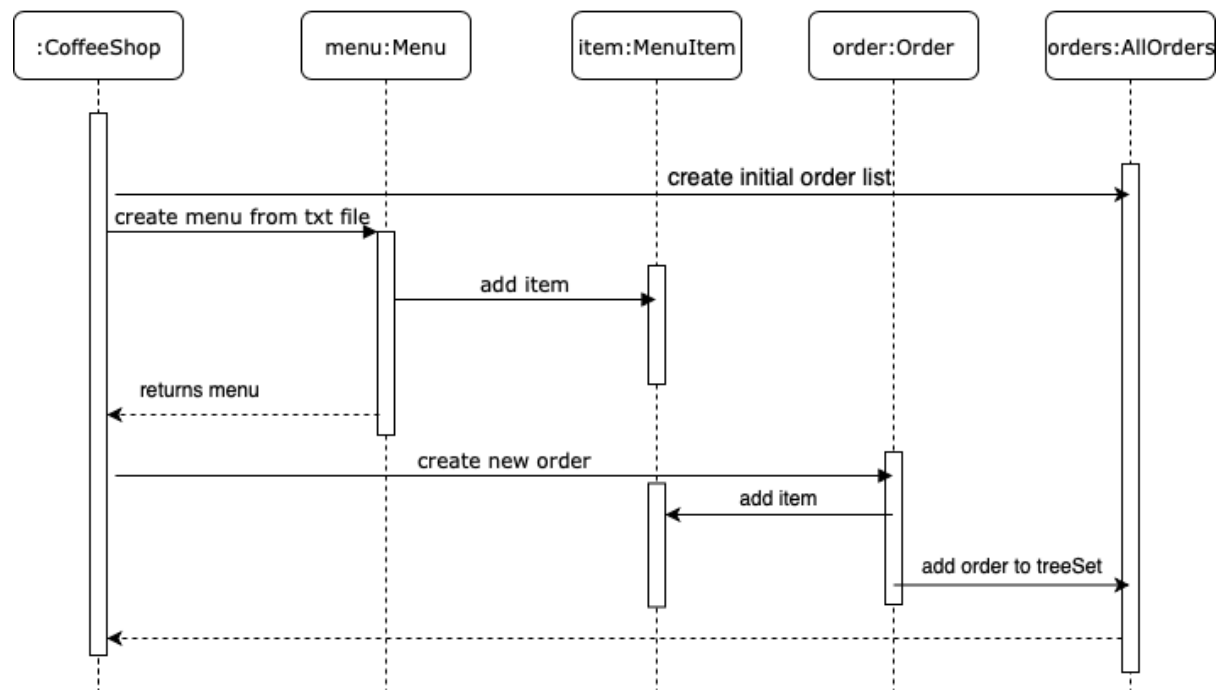 :CoffeeShop
menu:Menu
item:MenuItem
order:Order
orders:AllOrders
create initial order list
create menu from txt file
add item
returns menu
create new order
add item
add order to treeSet